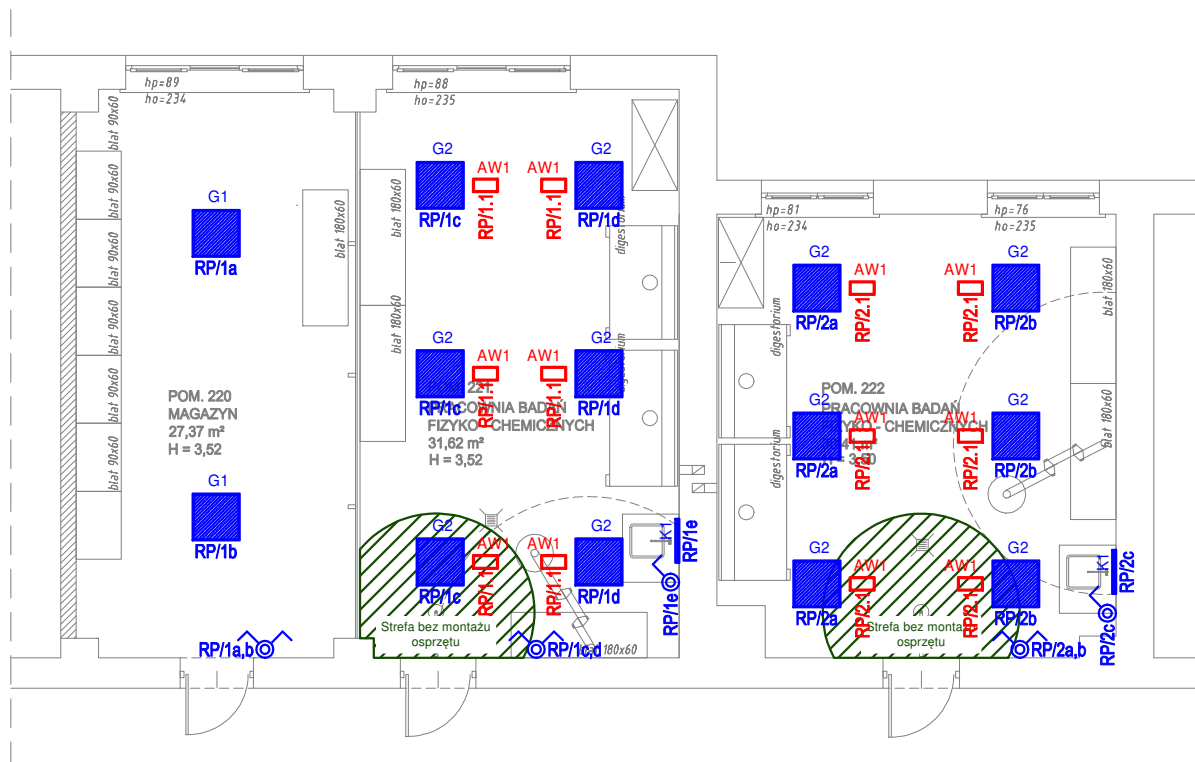 hp=89
ho=234
hp=88
ho=235
hp=81
ho=234
hp=76
ho=235
blat 90x60
blat 90x60
blat 90x60
blat 90x60
blat 90x60
blat 90x60
G1
RP/1a
blat 180x60
POM. 220
MAGAZYN
27,37 m²
H = 3,52
G1
RP/1b
RP/1a,b
blat 180x60
blat 180x60
G2
RP/1c
AW1
RP/1.1
AW1
RP/1.1
G2
RP/1d
digestorium
G2
RP/1c
AW1
RP/1.1
AW1
RP/1.1
G2
RP/1d
digestorium
POM. 221
PRACOWNIA BADAŃ
FIZYKO - CHEMICZNYCH
31,62 m²
H = 3,52
G2
RP/1c
AW1
RP/1.1
AW1
RP/1.1
G2
RP/1d
K1
RP/1e
RP/1e
Strefa bez montażu
osprzętu
RP/1c,d
blat 180x60
G2
RP/2a
AW1
RP/2.1
AW1
RP/2.1
G2
RP/2b
blat 180x60
digestorium
G2
RP/2a
AW1
RP/2.1
AW1
RP/2.1
G2
RP/2b
blat 180x60
digestorium
POM. 222
PRACOWNIA BADAŃ
FIZYKO - CHEMICZNYCH
G2
RP/2a
AW1
RP/2.1
AW1
RP/2.1
G2
RP/2b
K1
RP/2c
RP/2c
Strefa bez montażu
osprzętu
RP/2a,b